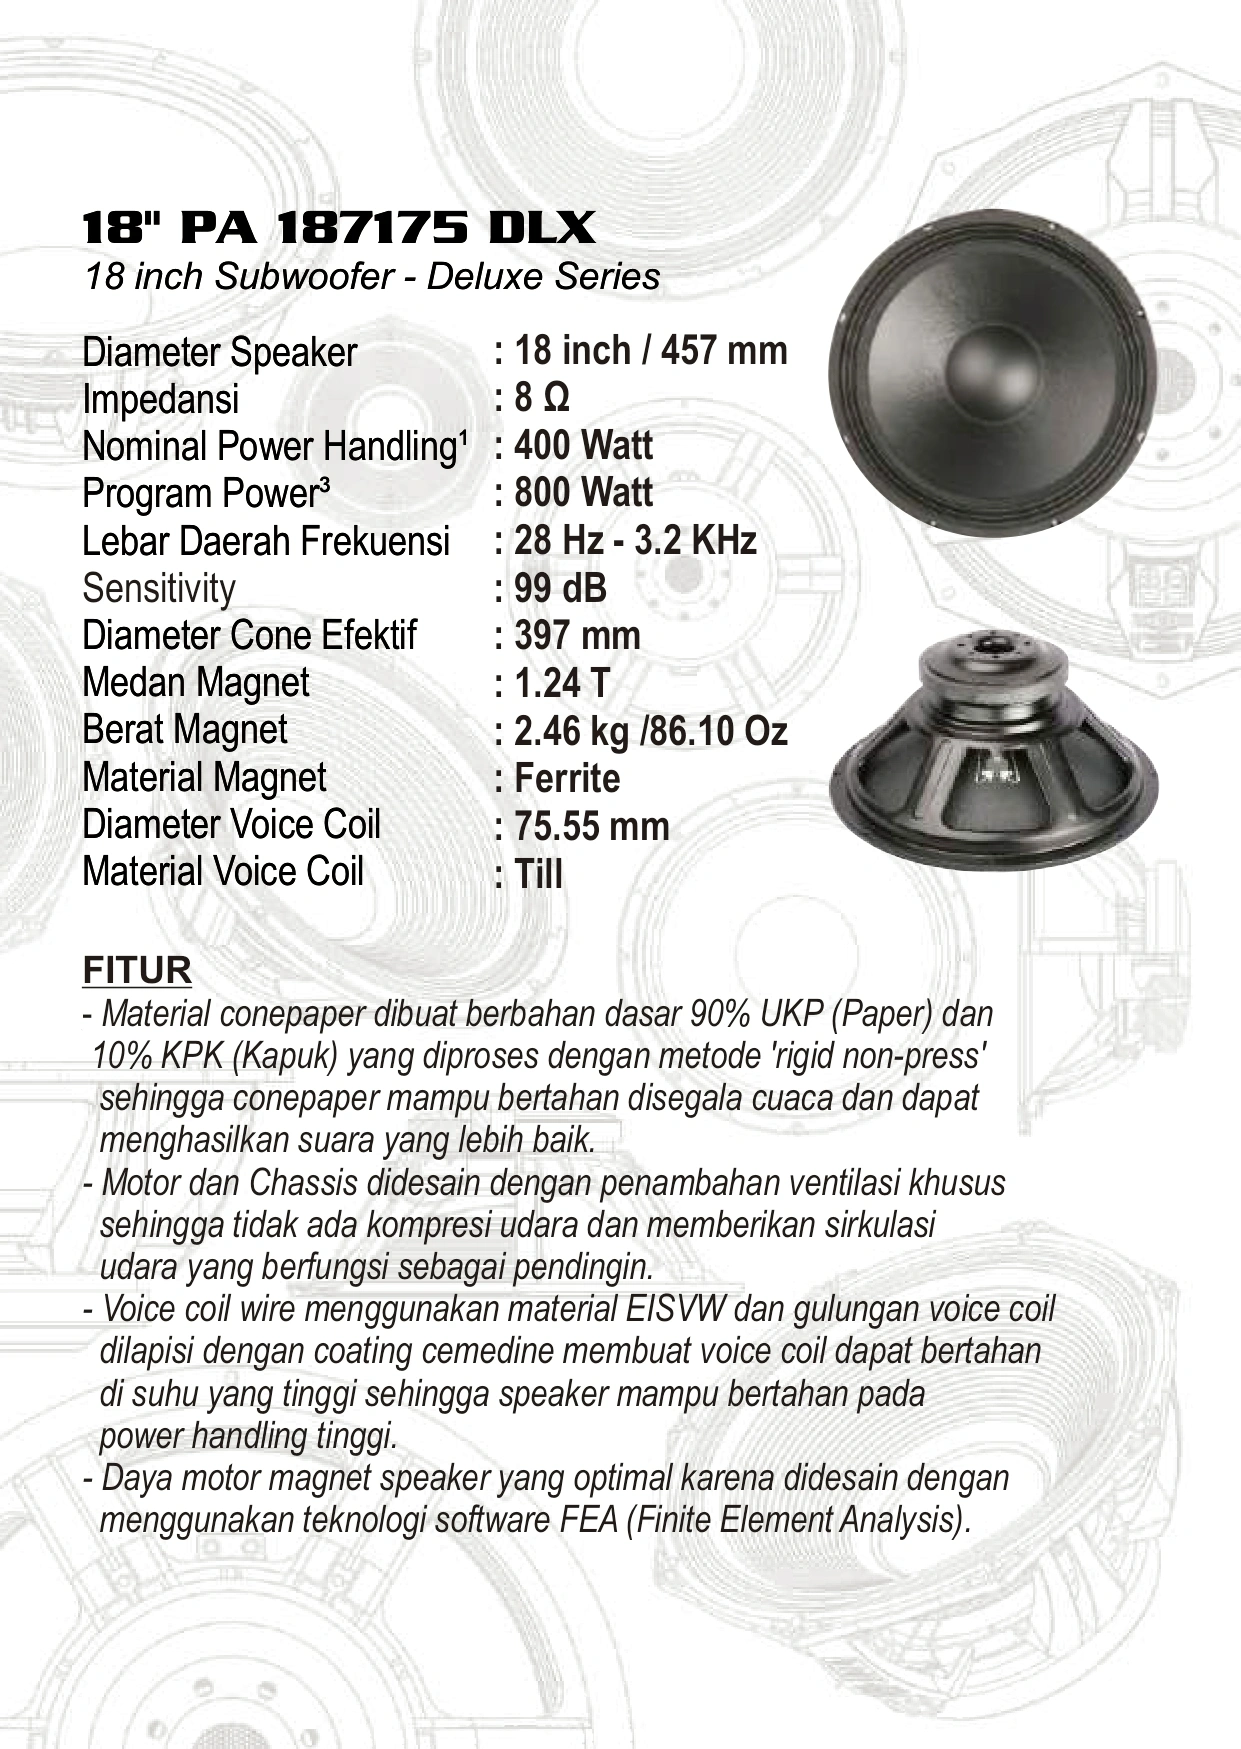 18" PA 187175 DLX
18 inch Subwoofer - Deluxe Series
Diameter Speaker : 18 inch / 457 mm
Impedansi : 8 Ω
Nominal Power Handling¹ : 400 Watt
Program Power³ : 800 Watt
Lebar Daerah Frekuensi : 28 Hz - 3.2 KHz
Sensitivity : 99 dB
Diameter Cone Efektif : 397 mm
Medan Magnet : 1.24 T
Berat Magnet : 2.46 kg /86.10 Oz
Material Magnet : Ferrite
Diameter Voice Coil : 75.55 mm
Material Voice Coil : Till
FITUR
- Material conepaper dibuat berbahan dasar 90% UKP (Paper) dan
10% KPK (Kapuk) yang diproses dengan metode 'rigid non-press'
sehingga conepaper mampu bertahan disegala cuaca dan dapat
menghasilkan suara yang lebih baik.
- Motor dan Chassis didesain dengan penambahan ventilasi khusus
sehingga tidak ada kompresi udara dan memberikan sirkulasi
udara yang berfungsi sebagai pendingin.
- Voice coil wire menggunakan material EISVW dan gulungan voice coil
dilapisi dengan coating cemedine membuat voice coil dapat bertahan
di suhu yang tinggi sehingga speaker mampu bertahan pada
power handling tinggi.
- Daya motor magnet speaker yang optimal karena didesain dengan
menggunakan teknologi software FEA (Finite Element Analysis).